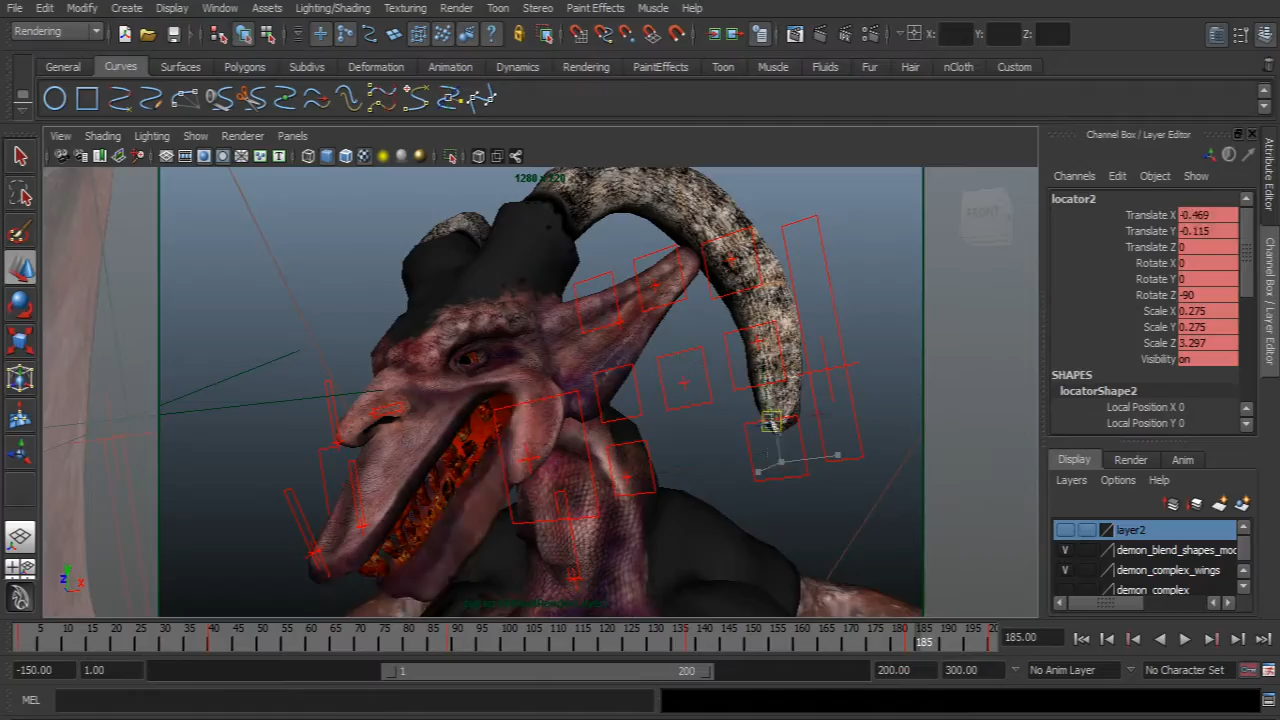 File Edit Modify Create Display Window Assets Lighting/Shading Texturing Render Toon Stereo Paint Effects Muscle Help
Rendering X: Y: Z:
General Curves Surfaces Polygons Subdivs Deformation Animation Dynamics Rendering PaintEffects Toon Muscle Fluids Fur Hair nCloth Custom
View Shading Lighting Show Renderer Panels
Channel Box / Layer Editor
Channels Edit Object Show
1280 x 720
FRONT
locator2
Translate X -0.469
Translate Y -0.115
Translate Z 0
Rotate X 0
Rotate Y 0
Rotate Z -90
Scale X 0.275
Scale Y 0.275
Scale Z 3.297
Visibility on
SHAPES
locatorShape2
Local Position X 0
Local Position Y 0
Display Render Anim
Layers Options Help
layer2
V demon_blend_shapes_mod
V demon_complex_wings
demon_complex
Attribute Editor
Channel Box / Layer Editor
z x
5 10 15 20 25 30 35 40 45 50 55 60 65 70 75 80 85 90 95 100 105 110 115 120 125 130 135 140 145 150 155 160 165 170 175 180 185 190 195 20
185 185.00
-150.00 1.00 1 200 200.00 300.00 No Anim Layer No Character Set
MEL